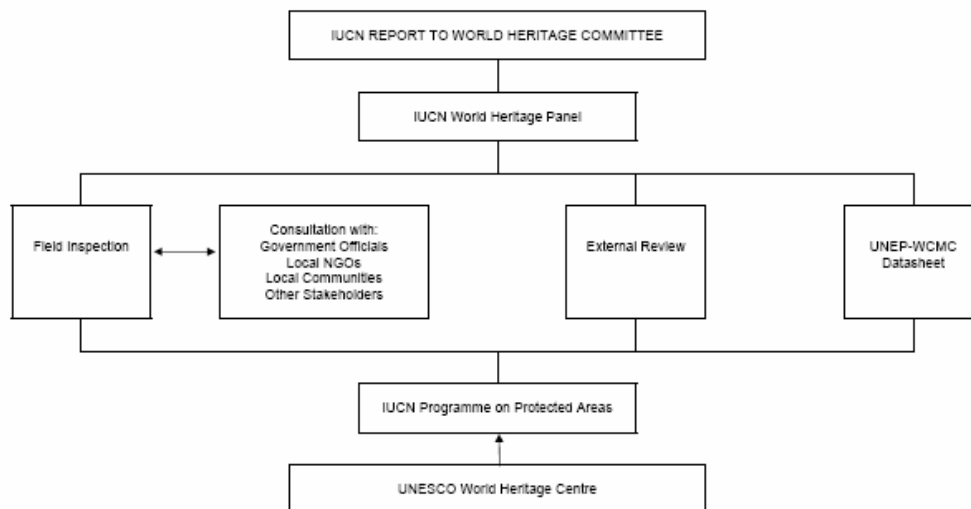 IUCN REPORT TO WORLD HERITAGE COMMITTEE
IUCN World Heritage Panel
Field Inspection
Consultation with:
Government Officials
Local NGOs
Local Communities
Other Stakeholders
External Review
UNEP-WCMC
Datasheet
IUCN Programme on Protected Areas
UNESCO World Heritage Centre